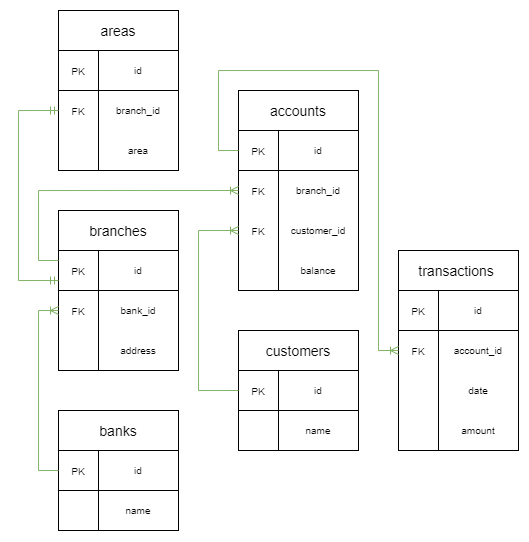 areas
PK id
FK branch_id
area
accounts
PK id
FK branch_id
FK customer_id
balance
branches
PK id
FK bank_id
address
transactions
PK id
FK account_id
date
amount
customers
PK id
name
banks
PK id
name